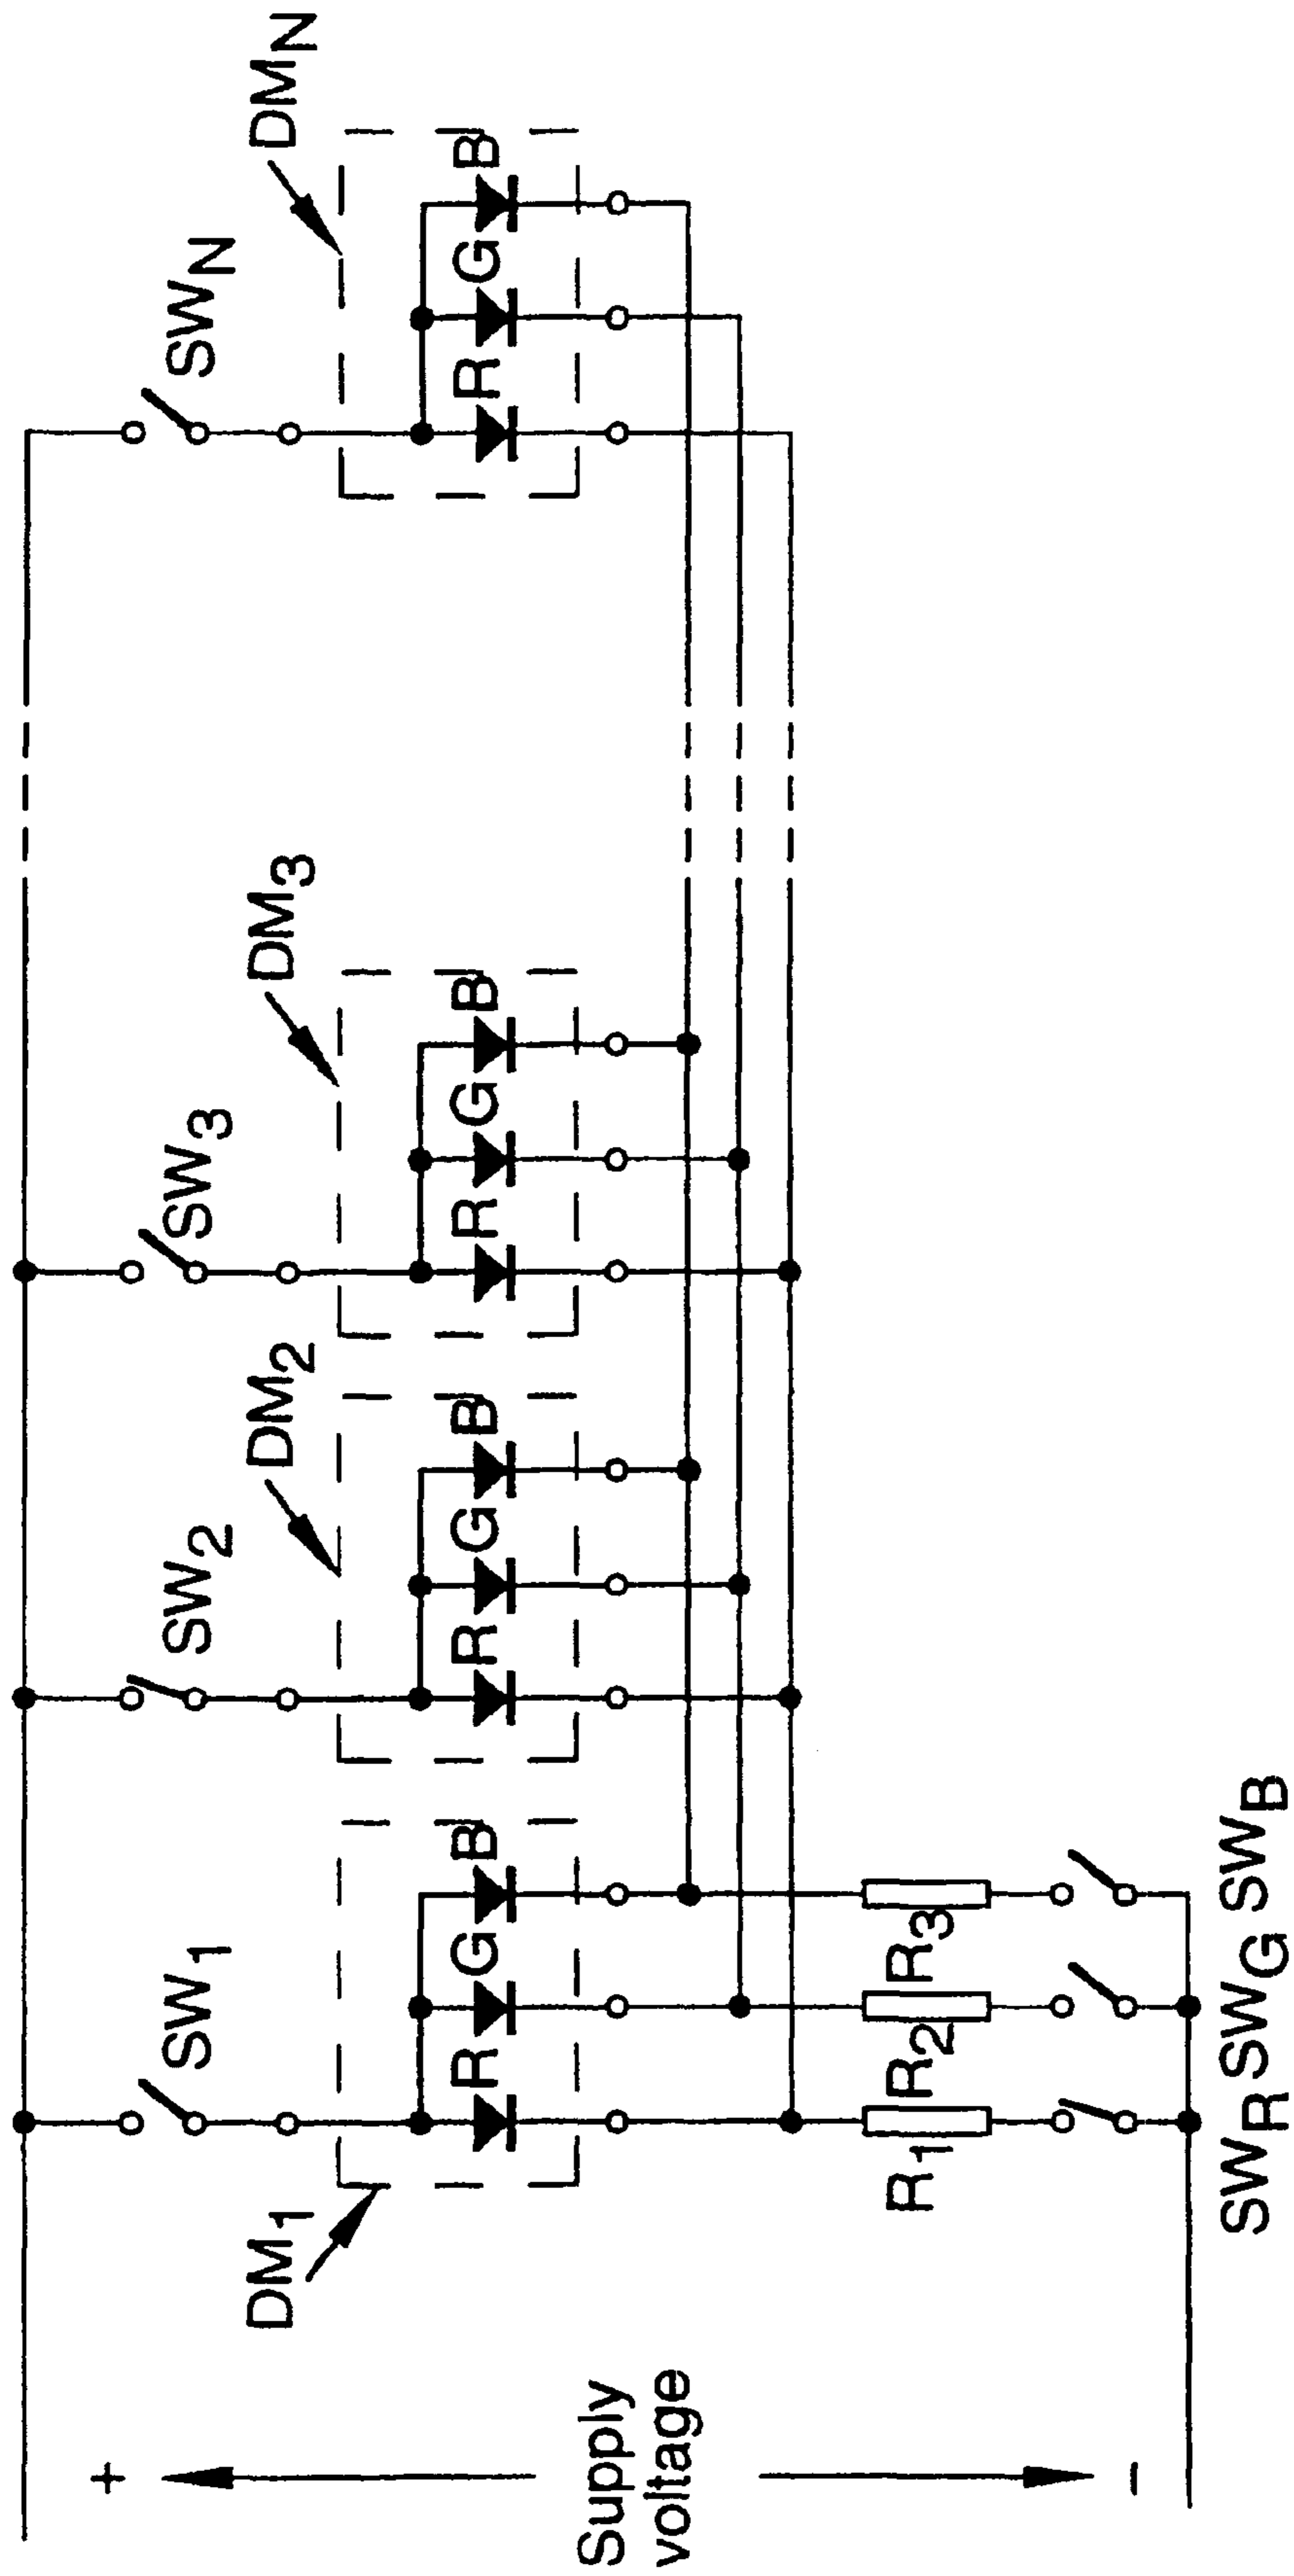 SW₁ SW₂ SW₃ SWN
DM₁ DM₂ DM₃ DMN
+
Supply
voltage
−
R G B R G B R G B R G B
R₁ R₂ R₃
SWR SWG SWB